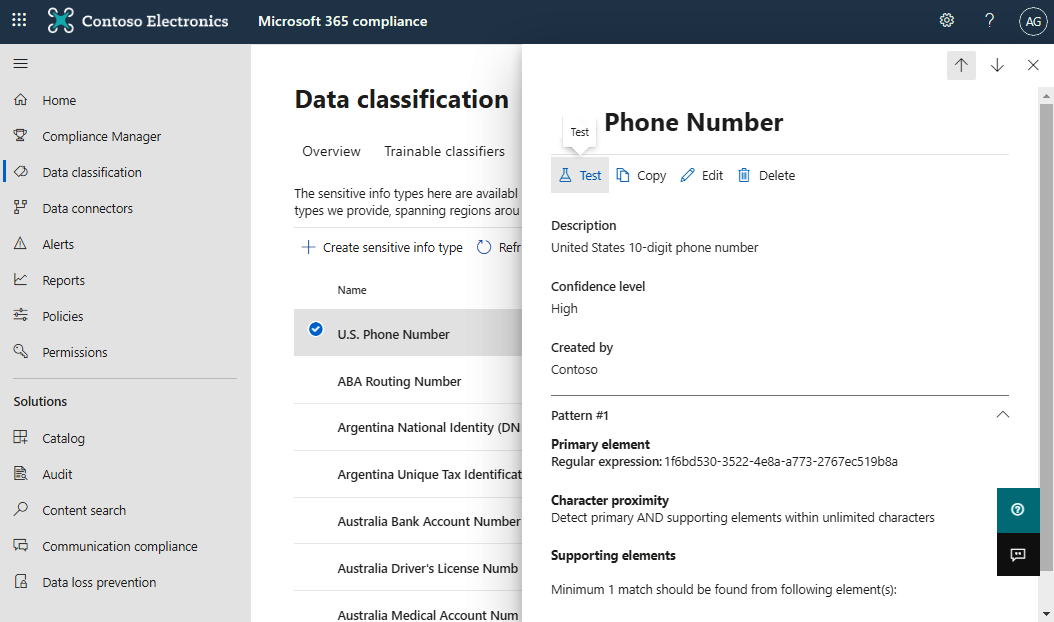 Contoso Electronics
Microsoft 365 compliance
?
AG
Home
Compliance Manager
Data classification
Data connectors
Alerts
Reports
Policies
Permissions
Solutions
Catalog
Audit
Content search
Communication compliance
Data loss prevention
Data classification
Overview
Trainable classifiers
The sensitive info types here are availabl
types we provide, spanning regions arou
Create sensitive info type
Refr
Name
U.S. Phone Number
ABA Routing Number
Argentina National Identity (DN
Argentina Unique Tax Identificat
Australia Bank Account Number
Australia Driver's License Numb
Australia Medical Account Num
Phone Number
Test
Test
Copy
Edit
Delete
Description
United States 10-digit phone number
Confidence level
High
Created by
Contoso
Pattern #1
Primary element
Regular expression: 1f6bd530-3522-4e8a-a773-2767ec519b8a
Character proximity
Detect primary AND supporting elements within unlimited characters
Supporting elements
Minimum 1 match should be found from following element(s):